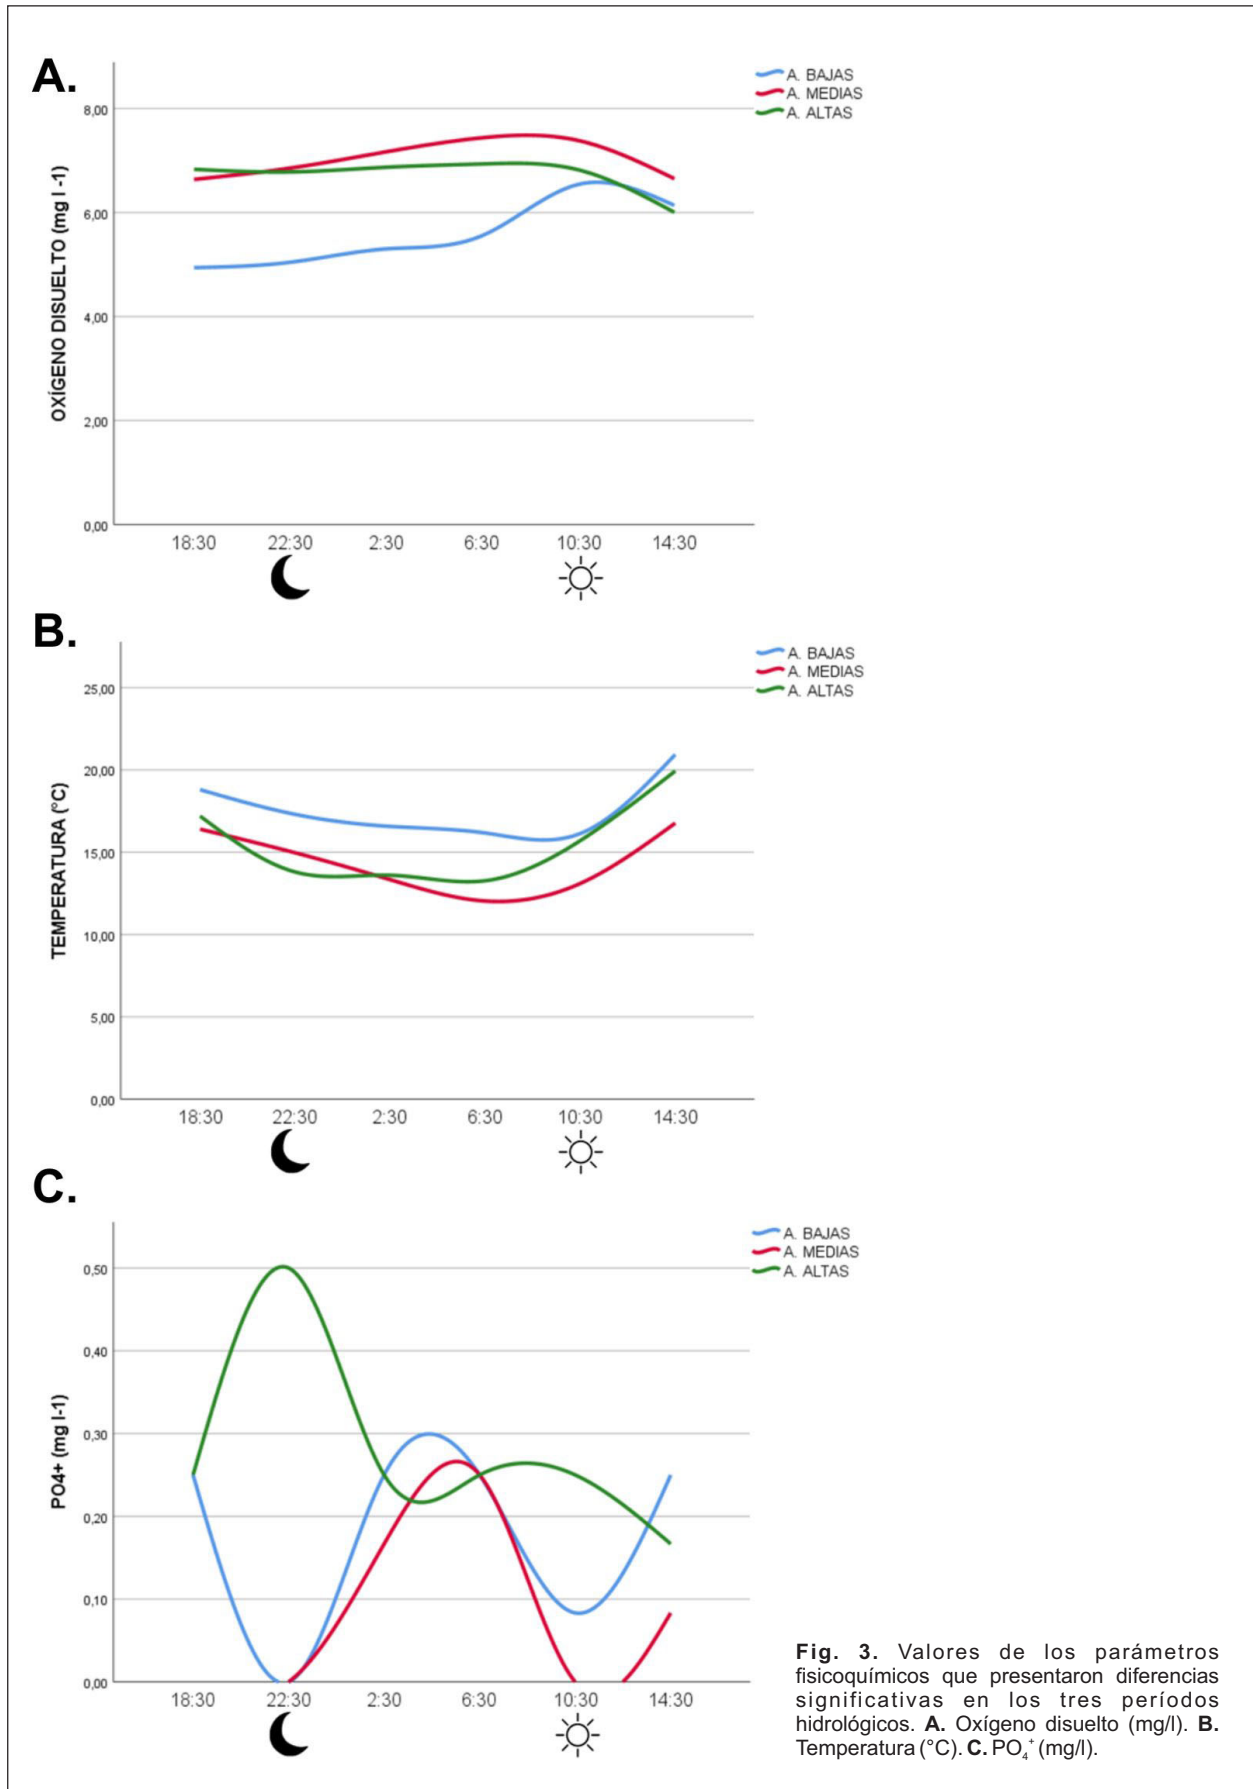 A.
A. BAJAS
A. MEDIAS
A. ALTAS
OXÍGENO DISUELTO (mg l -1)
8,00
6,00
4,00
2,00
0,00
18:30 22:30 2:30 6:30 10:30 14:30
B.
A. BAJAS
A. MEDIAS
A. ALTAS
TEMPERATURA (°C)
25,00
20,00
15,00
10,00
5,00
0,00
18:30 22:30 2:30 6:30 10:30 14:30
C.
A. BAJAS
A. MEDIAS
A. ALTAS
PO4+ (mg l-1)
0,50
0,40
0,30
0,20
0,10
0,00
18:30 22:30 2:30 6:30 10:30 14:30
Fig. 3. Valores de los parámetros
fisicoquímicos que presentaron diferencias
significativas en los tres períodos
hidrológicos. A. Oxígeno disuelto (mg/l). B.
Temperatura (°C). C. PO₄⁺ (mg/l).